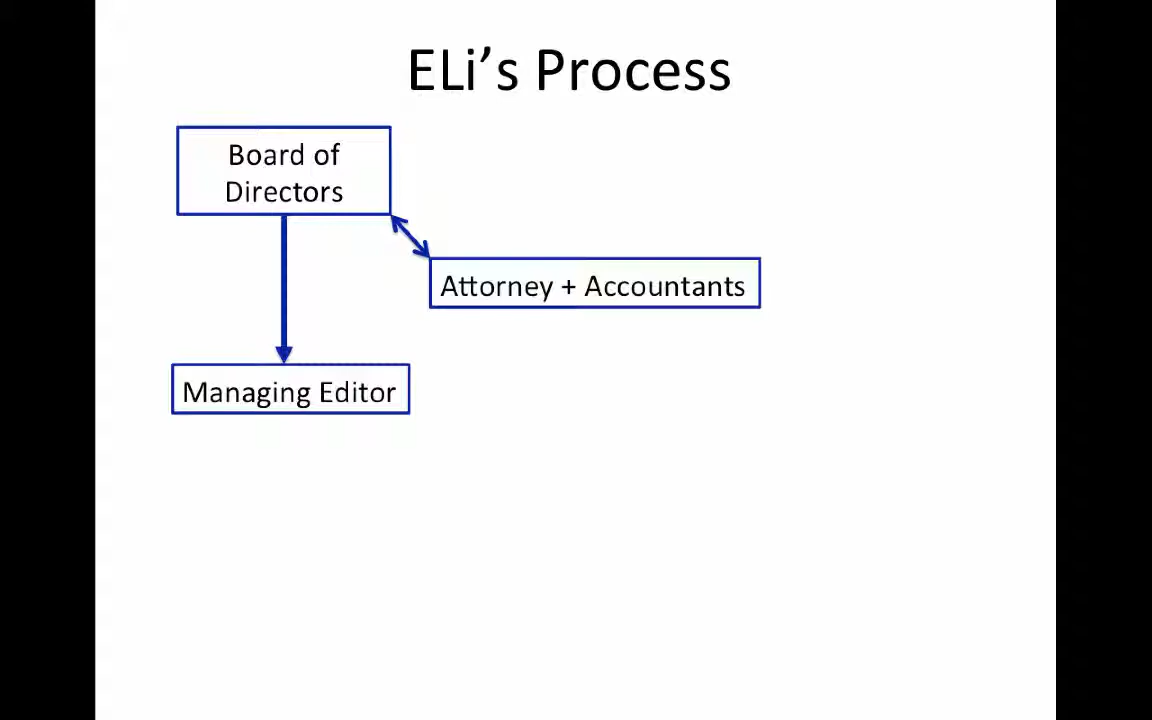 ELi’s Process
Board of
Directors
Attorney + Accountants
Managing Editor